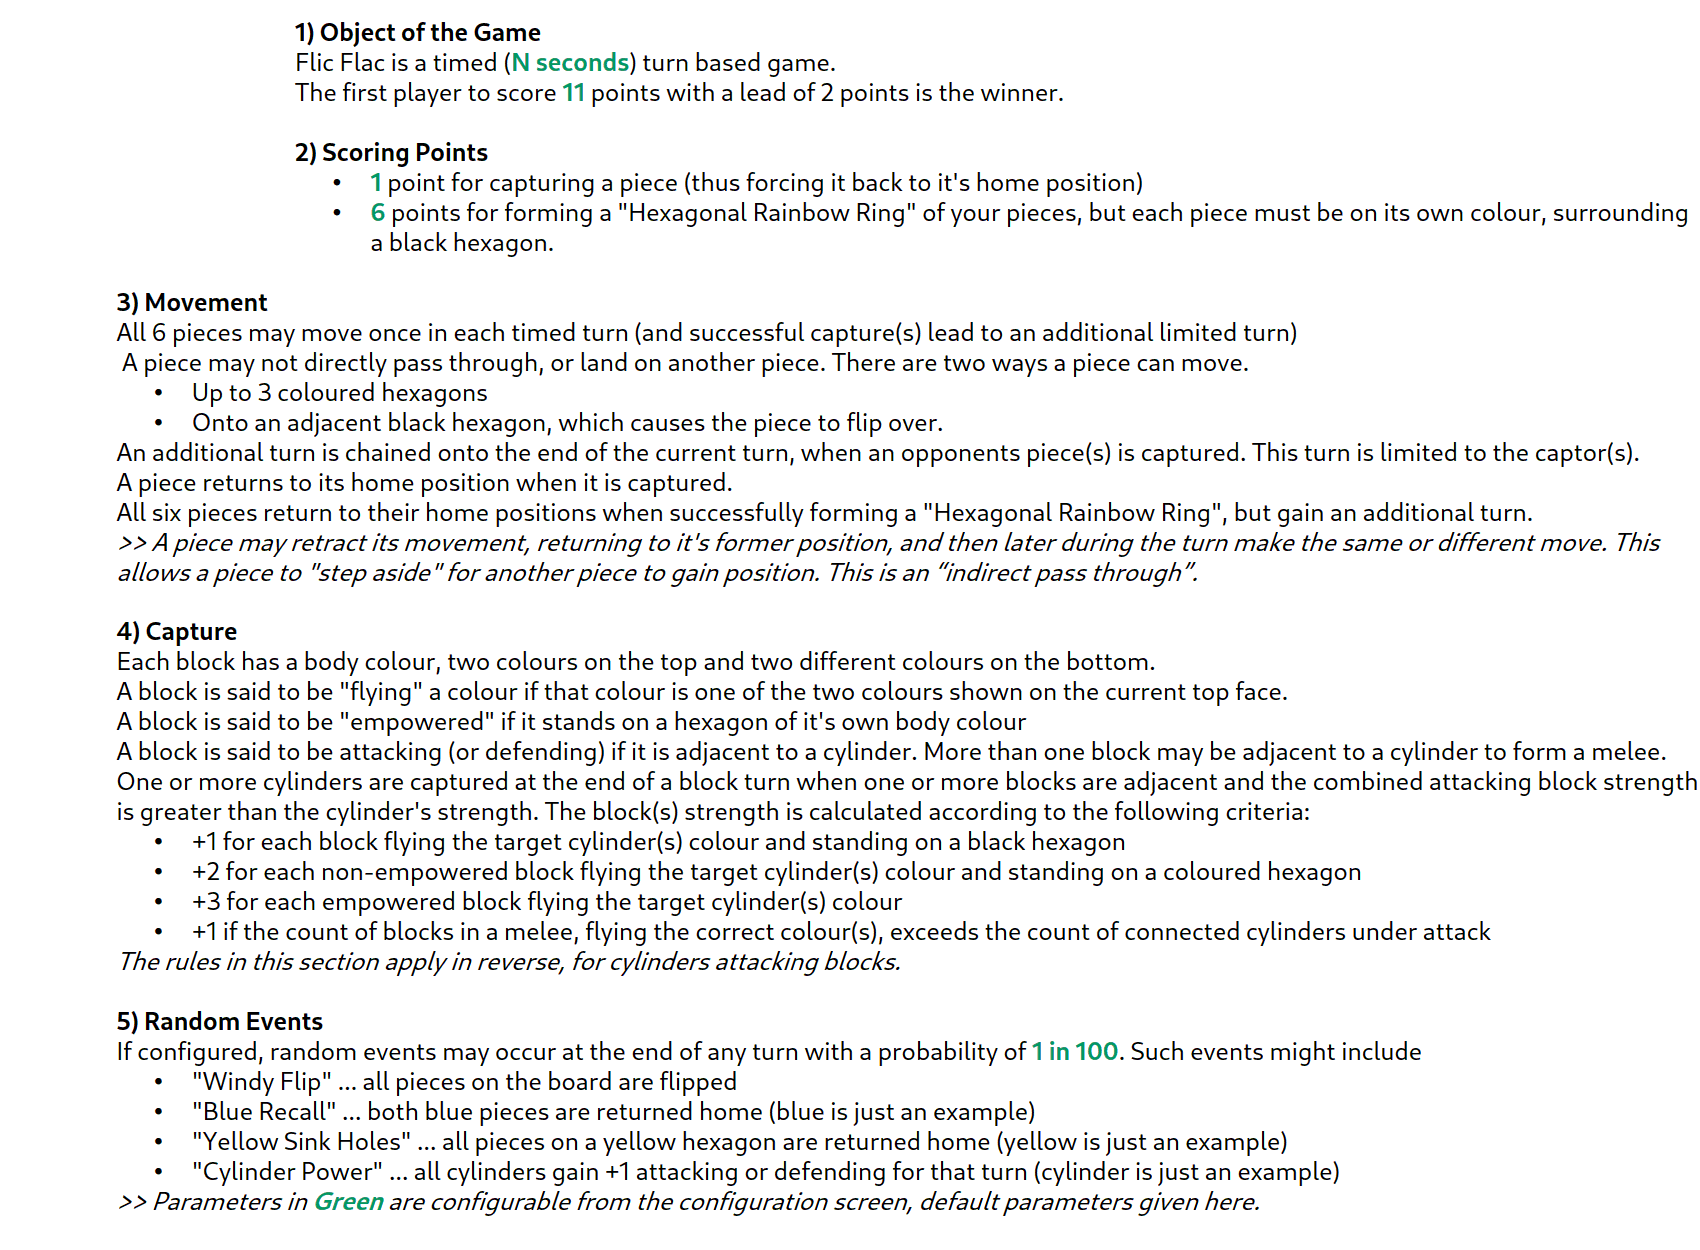 1) Object of the Game
Flic Flac is a timed (N seconds) turn based game.
The first player to score 11 points with a lead of 2 points is the winner.
2) Scoring Points
• 1 point for capturing a piece (thus forcing it back to it's home position)
• 6 points for forming a "Hexagonal Rainbow Ring" of your pieces, but each piece must be on its own colour, surrounding
a black hexagon.
3) Movement
All 6 pieces may move once in each timed turn (and successful capture(s) lead to an additional limited turn)
A piece may not directly pass through, or land on another piece. There are two ways a piece can move.
• Up to 3 coloured hexagons
• Onto an adjacent black hexagon, which causes the piece to flip over.
An additional turn is chained onto the end of the current turn, when an opponents piece(s) is captured. This turn is limited to the captor(s).
A piece returns to its home position when it is captured.
All six pieces return to their home positions when successfully forming a "Hexagonal Rainbow Ring", but gain an additional turn.
>> A piece may retract its movement, returning to it's former position, and then later during the turn make the same or different move. This
allows a piece to "step aside" for another piece to gain position. This is an “indirect pass through”.
4) Capture
Each block has a body colour, two colours on the top and two different colours on the bottom.
A block is said to be "flying" a colour if that colour is one of the two colours shown on the current top face.
A block is said to be "empowered" if it stands on a hexagon of it's own body colour
A block is said to be attacking (or defending) if it is adjacent to a cylinder. More than one block may be adjacent to a cylinder to form a melee.
One or more cylinders are captured at the end of a block turn when one or more blocks are adjacent and the combined attacking block strength
is greater than the cylinder's strength. The block(s) strength is calculated according to the following criteria:
• +1 for each block flying the target cylinder(s) colour and standing on a black hexagon
• +2 for each non-empowered block flying the target cylinder(s) colour and standing on a coloured hexagon
• +3 for each empowered block flying the target cylinder(s) colour
• +1 if the count of blocks in a melee, flying the correct colour(s), exceeds the count of connected cylinders under attack
The rules in this section apply in reverse, for cylinders attacking blocks.
5) Random Events
If configured, random events may occur at the end of any turn with a probability of 1 in 100. Such events might include
• "Windy Flip" ... all pieces on the board are flipped
• "Blue Recall" ... both blue pieces are returned home (blue is just an example)
• "Yellow Sink Holes" ... all pieces on a yellow hexagon are returned home (yellow is just an example)
• "Cylinder Power" ... all cylinders gain +1 attacking or defending for that turn (cylinder is just an example)
>> Parameters in Green are configurable from the configuration screen, default parameters given here.